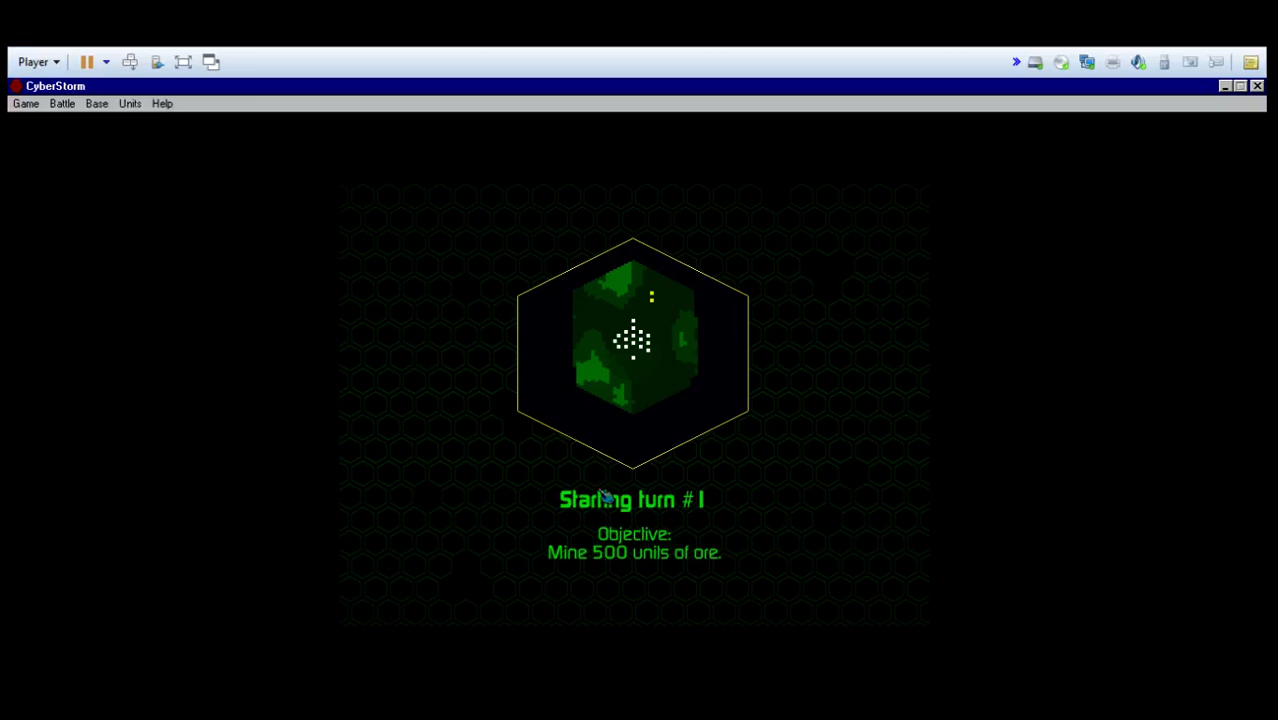 Player
CyberStorm
Game Battle Base Units Help
Starting turn #1
Objective:
Mine 500 units of ore.